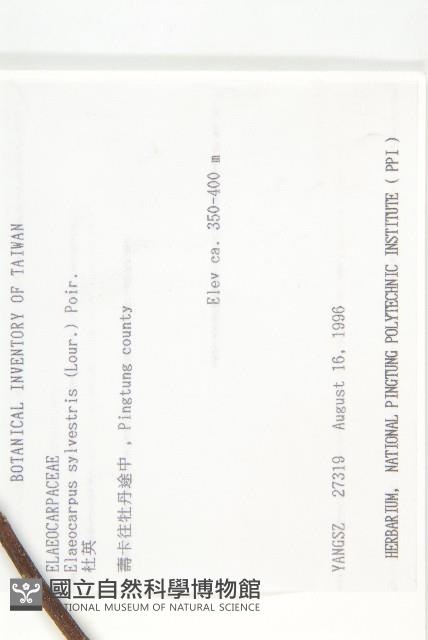 BOTANICAL INVENTORY OF TAIWAN
ELAEOCARPACEAE
Elaeocarpus sylvestris (Lour.) Poir.
杜英
壽卡往牡丹途中 , Pingtung county
Elev ca. 350-400 m
YANGSZ 27319 August 16, 1996
HERBARIUM, NATIONAL PINGTUNG POLYTECHNIC INSTITUTE ( PPI )
國立自然科學博物館
NATIONAL MUSEUM OF NATURAL SCIENCE